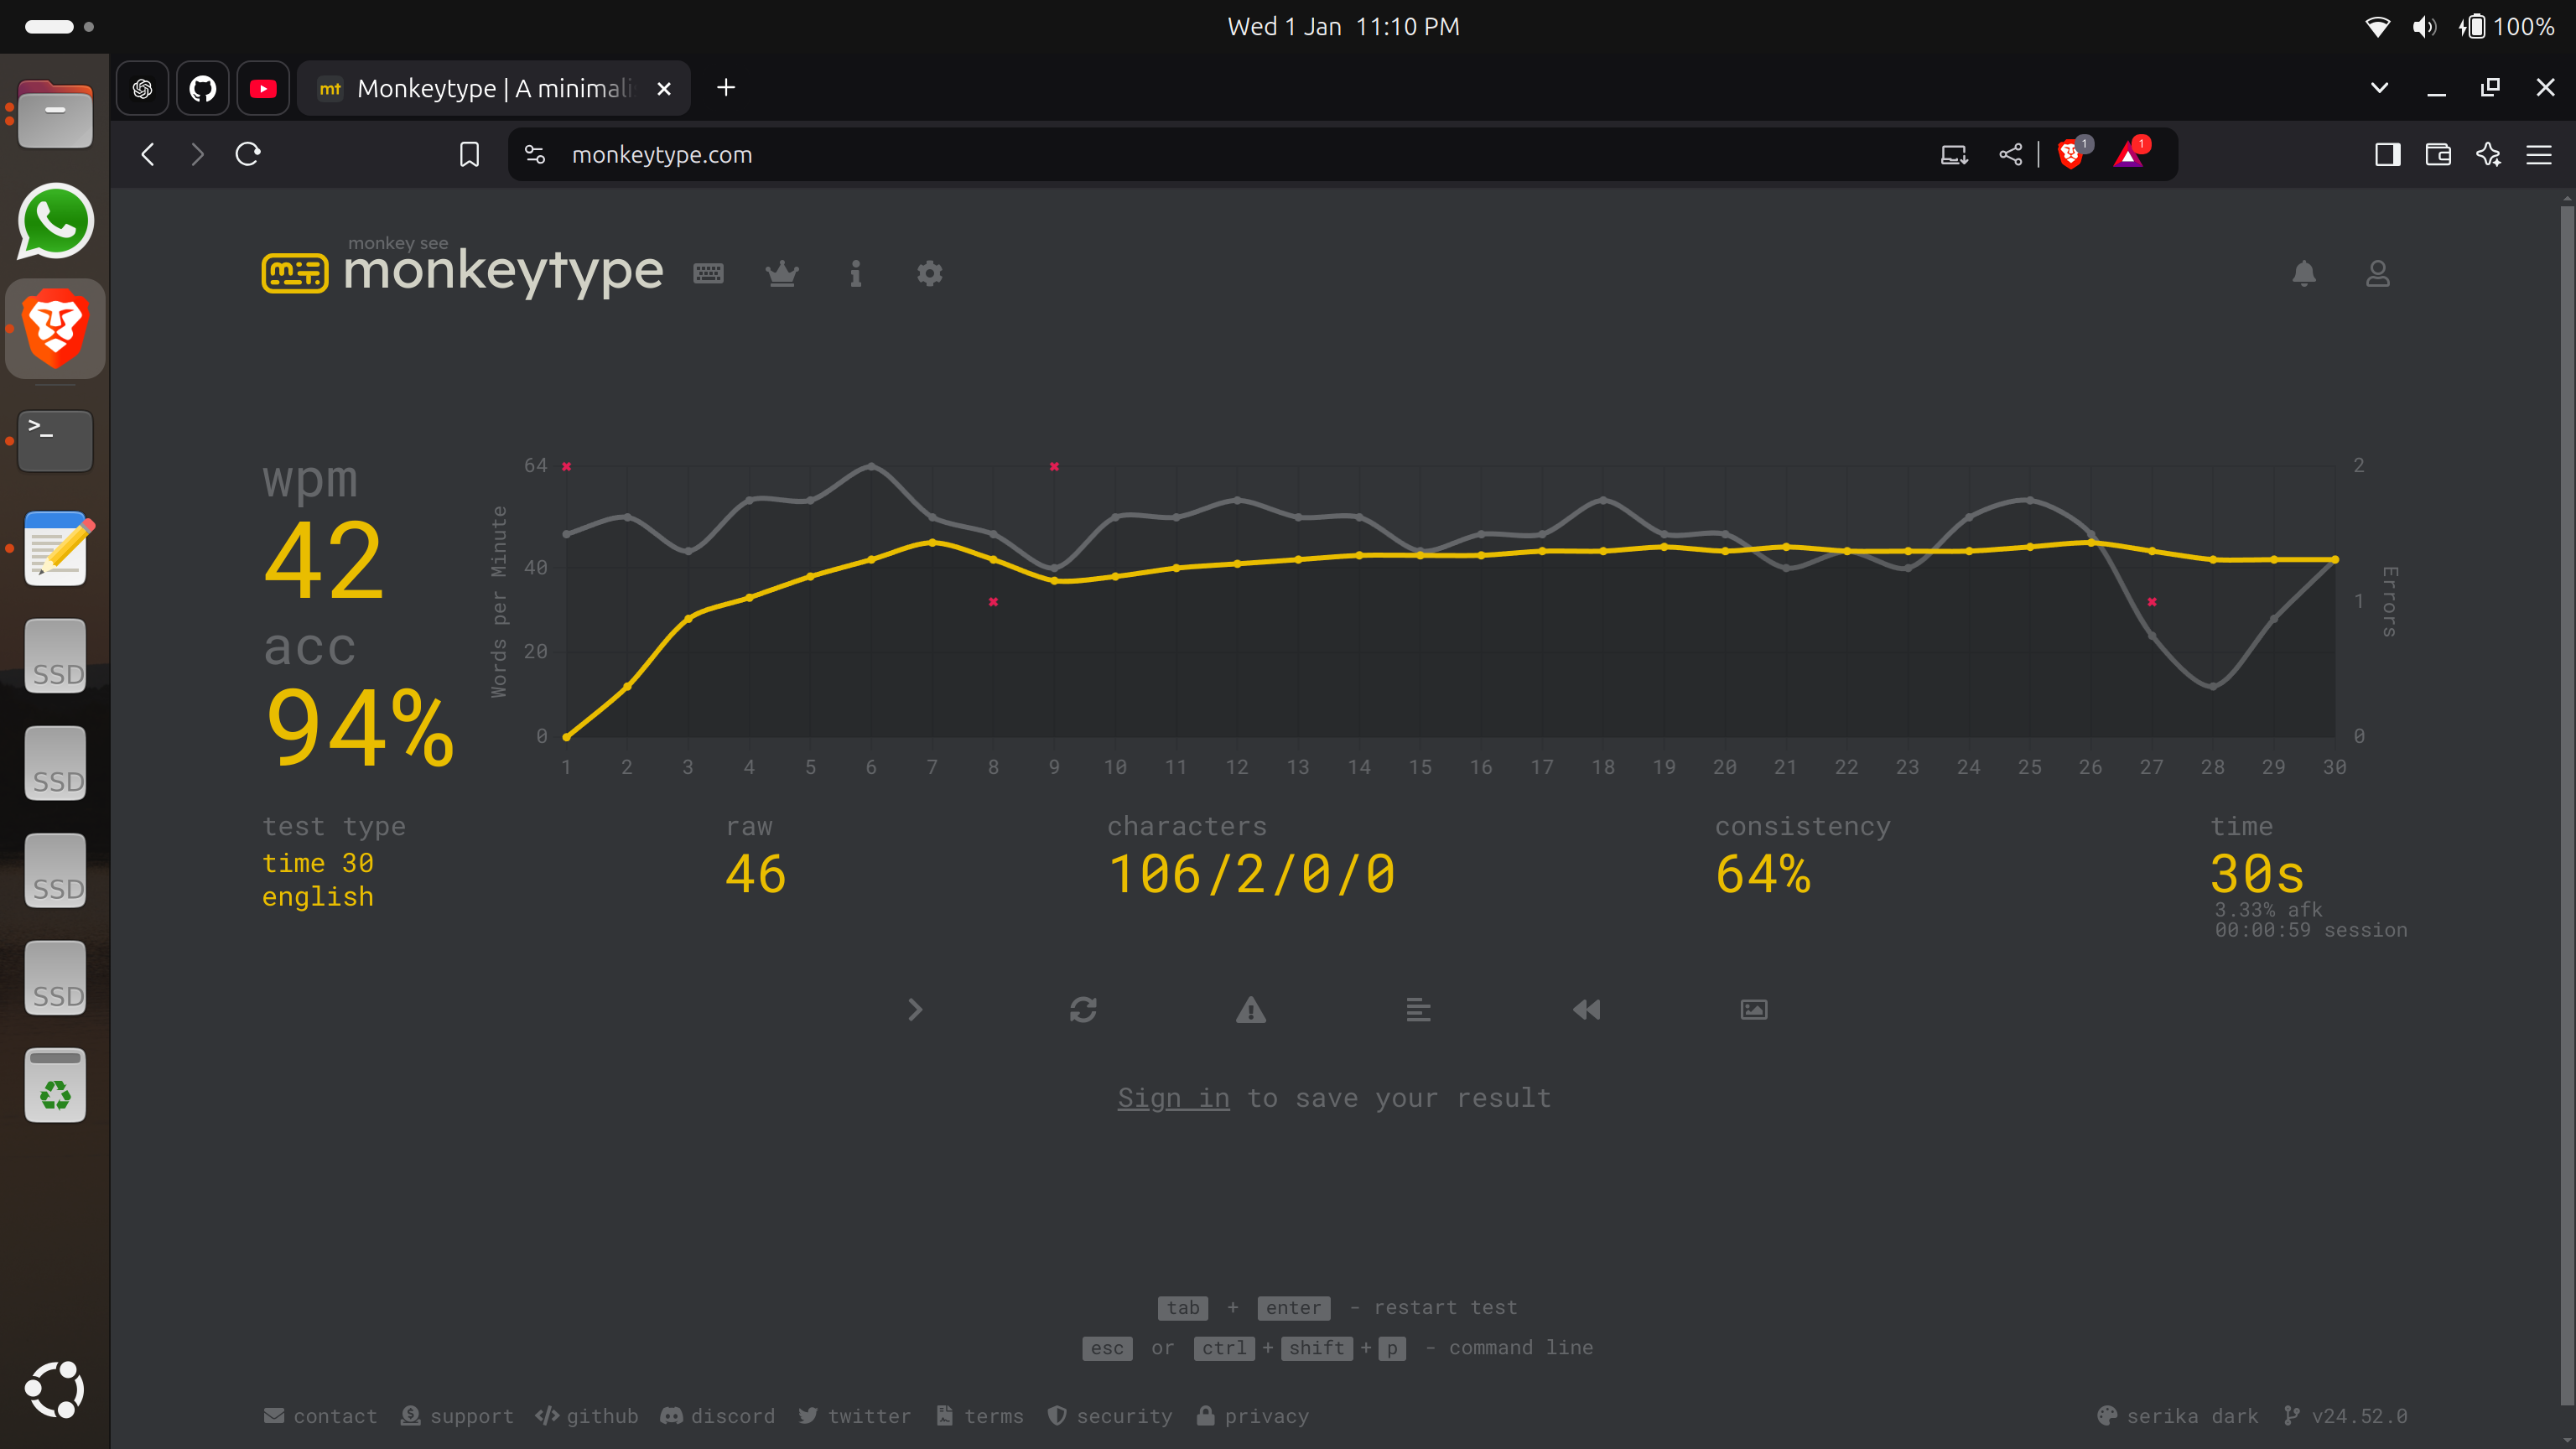 Wed 1 Jan 11:10 PM
100%
mt Monkeytype | A minimali
monkeytype.com
1
1
monkey see
mt
monkeytype
>_
wpm
42
acc
94%
Words per Minute
64
40
20
0
2
1
0
Errors
1 2 3 4 5 6 7 8 9 10 11 12 13 14 15 16 17 18 19 20 21 22 23 24 25 26 27 28 29 30
test type
time 30
english
raw
46
characters
106/2/0/0
consistency
64%
time
30s
3.33% afk
00:00:59 session
SSD
SSD
SSD
SSD
Sign in to save your result
tab + enter - restart test
esc or ctrl + shift + p - command line
contact support github discord twitter terms security privacy
serika dark v24.52.0